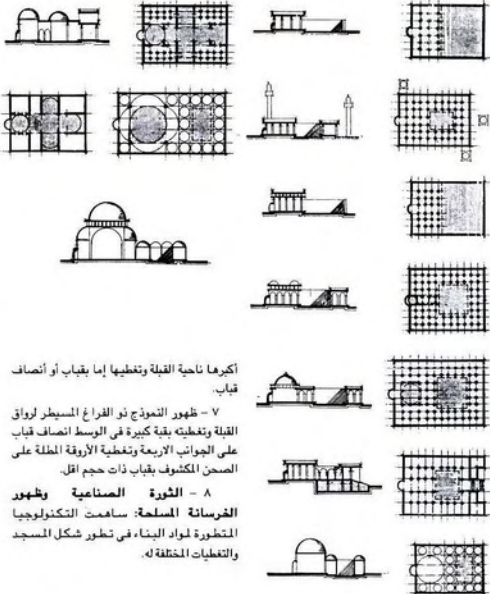 أكبرها ناحية القبلة وتغطيها إما بقباب أو أنصاف
قباب.
٧ – ظهور النموذج ذو الفراغ المسيطر لرواق
القبلة وتغطيته بقبة كبيرة فى الوسط انصاف قباب
على الجوانب الاربعة وتغطية الأروقة المطلة على
الصحن المكشوف بقباب ذات حجم اقل.
٨ – الثورة الصناعية وظهور
الخرسانة المسلحة: ساهمت التكنولوجيا
المتطورة لمواد البناء فى تطور شكل المسجد
والتغطيات المختلفة له.